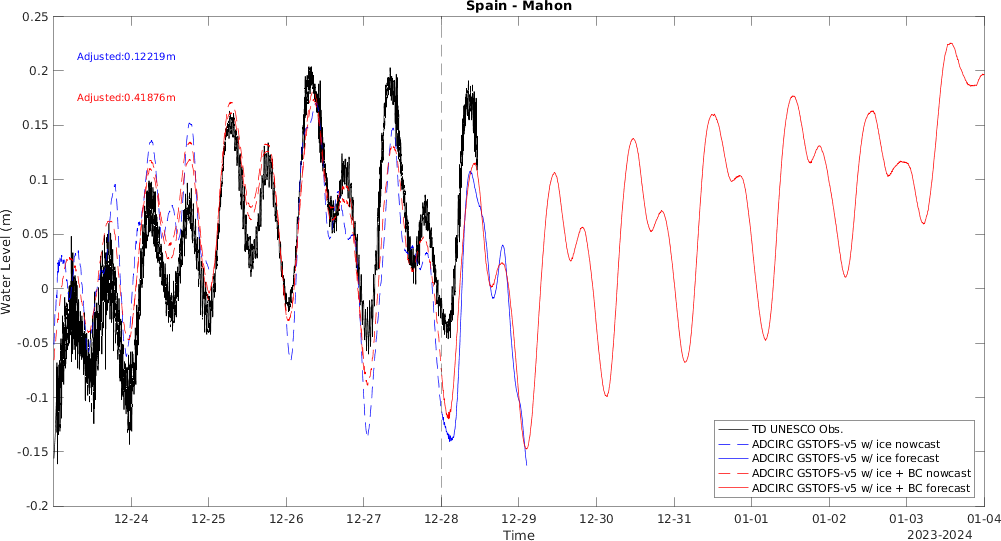 Spain - Mahon
0.25
0.2
0.15
0.1
0.05
0
-0.05
-0.1
-0.15
-0.2
Water Level (m)
Adjusted:0.12219m
Adjusted:0.41876m
TD UNESCO Obs.
ADCIRC GSTOFS-v5 w/ ice nowcast
ADCIRC GSTOFS-v5 w/ ice forecast
ADCIRC GSTOFS-v5 w/ ice + BC nowcast
ADCIRC GSTOFS-v5 w/ ice + BC forecast
12-24 12-25 12-26 12-27 12-28 12-29 12-30 12-31 01-01 01-02 01-03 01-04
Time
2023-2024